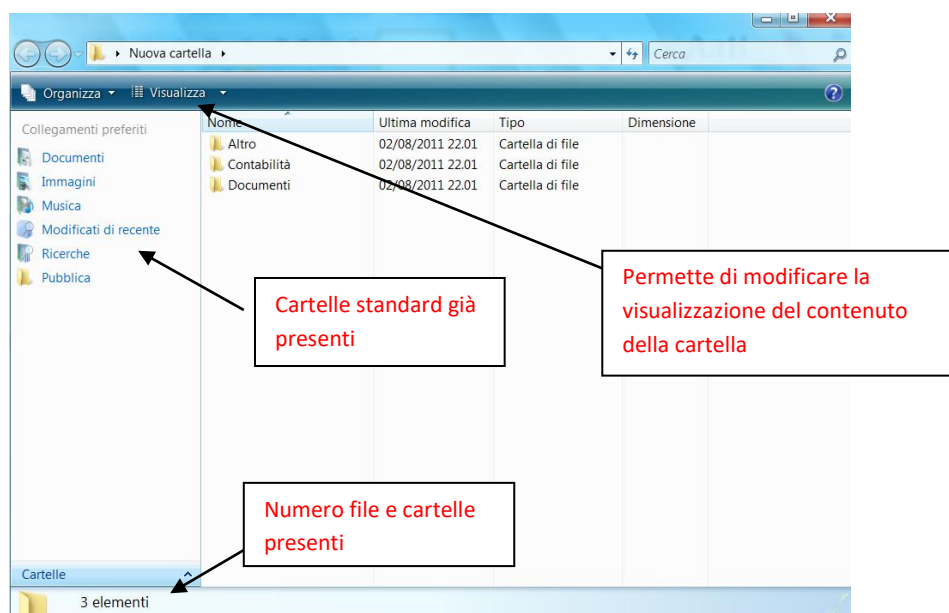 Nuova cartella
Cerca
Organizza Visualizza
Collegamenti preferiti
Documenti
Immagini
Musica
Modificati di recente
Ricerche
Pubblica
Nome Ultima modifica Tipo Dimensione
Altro 02/08/2011 22.01 Cartella di file
Contabilità 02/08/2011 22.01 Cartella di file
Documenti 02/08/2011 22.01 Cartella di file
Permette di modificare la
visualizzazione del contenuto
della cartella
Cartelle standard già
presenti
Numero file e cartelle
presenti
Cartelle
3 elementi